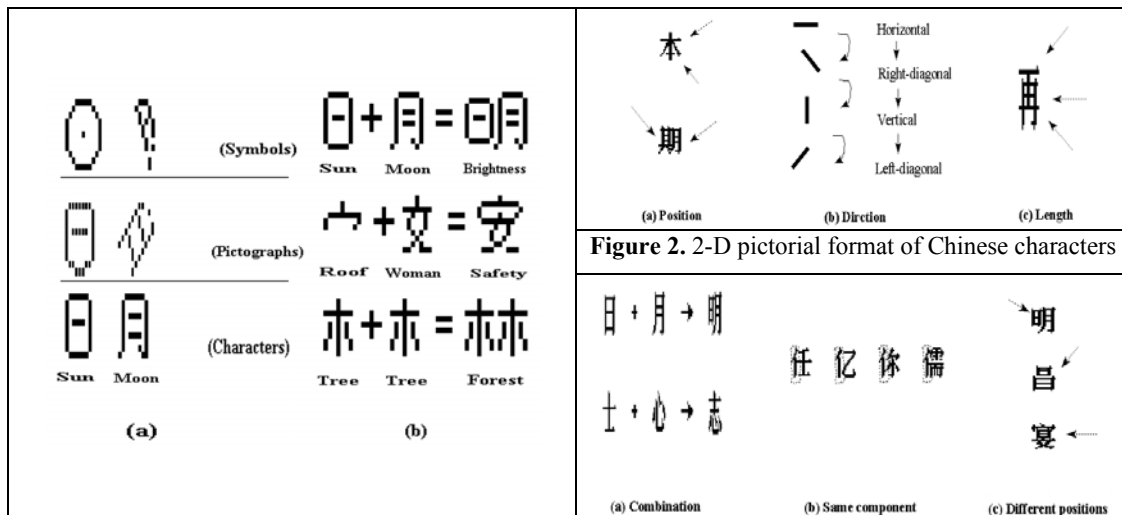 (Symbols)
(Pictographs)
(Characters)
日 月
Sun Moon
(a)
日 + 月 = 明
Sun Moon Brightness
宀 + 女 = 安
Roof Woman Safety
木 + 木 = 林
Tree Tree Forest
(b)
本
期
(a) Position
Horizontal
Right-diagonal
Vertical
Left-diagonal
(b) Dirction
再
(c) Length
Figure 2. 2-D pictorial format of Chinese characters
日 + 月 → 明
士 + 心 → 志
(a) Combination
任 亿 你 儒
(b) Same component
明
昌
宴
(c) Different positions